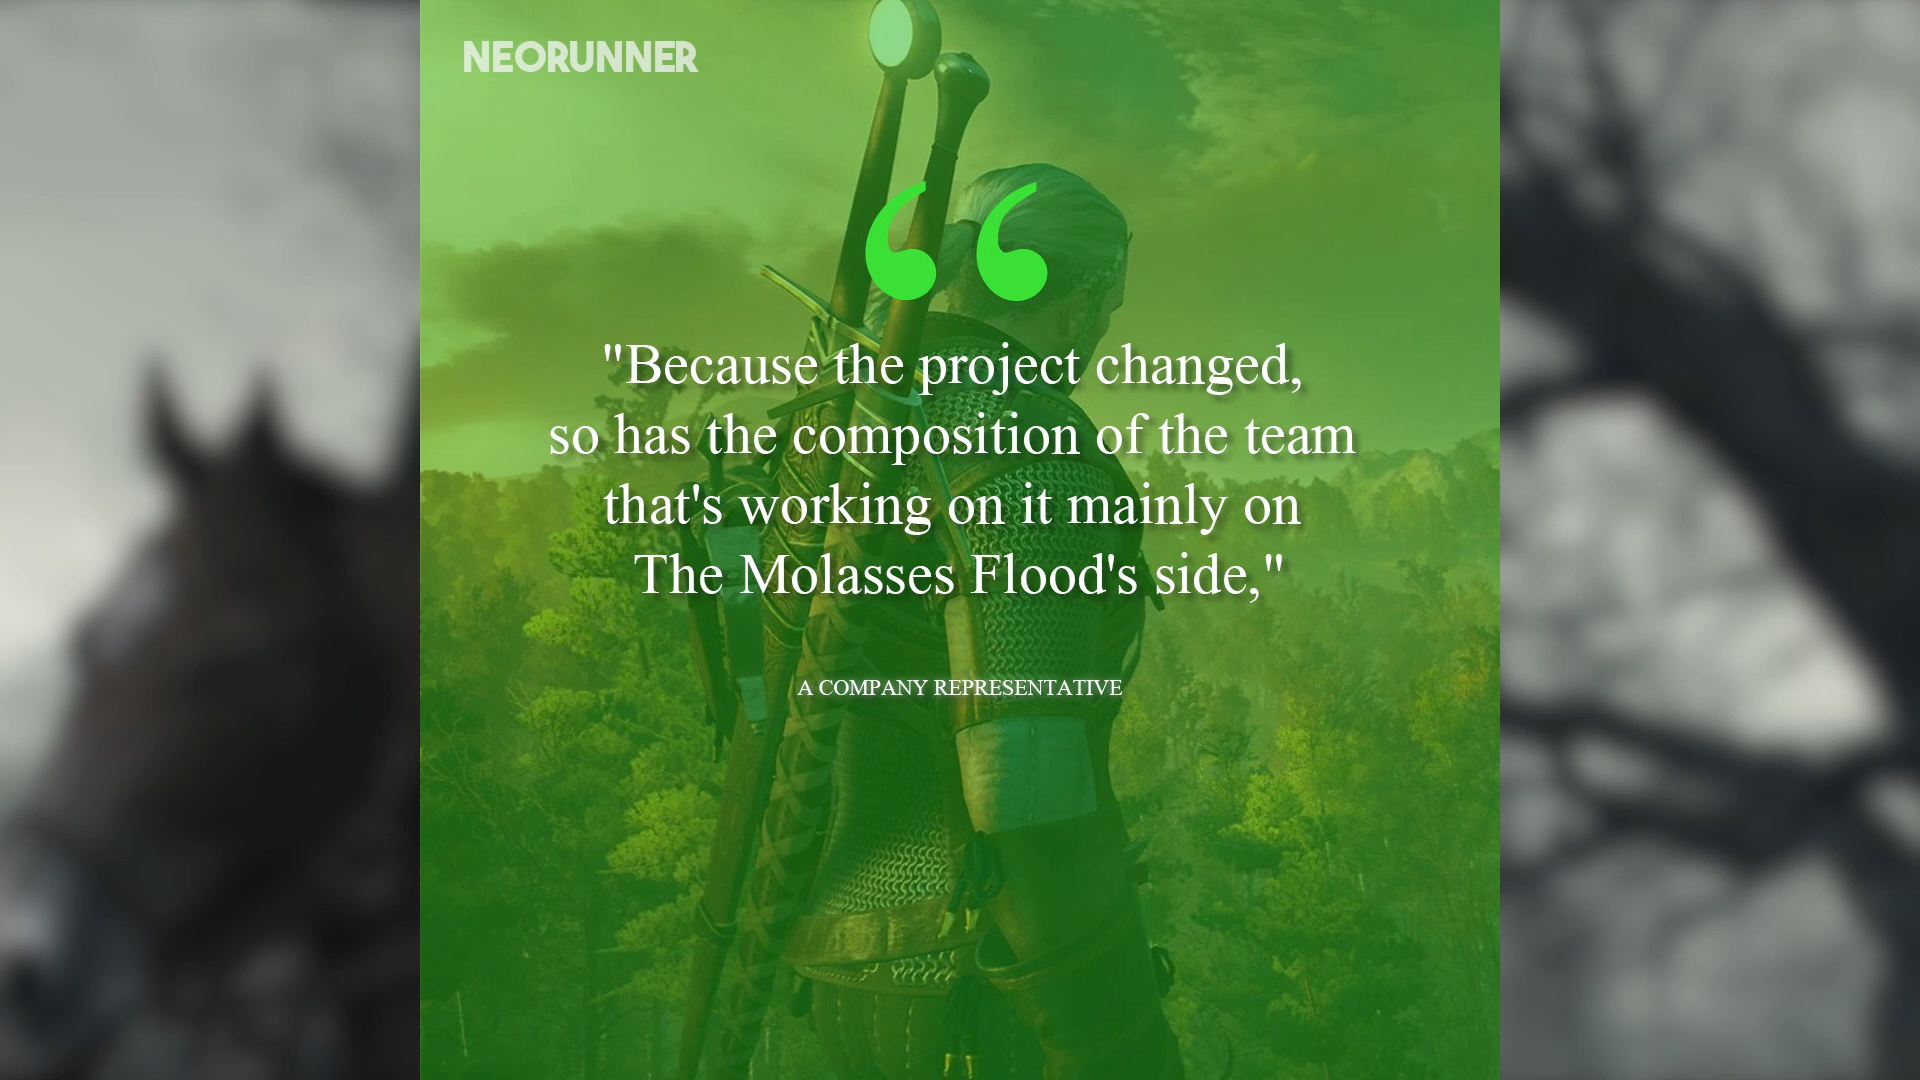 NEORUNNER
"Because the project changed,
so has the composition of the team
that's working on it mainly on
The Molasses Flood's side,"
A COMPANY REPRESENTATIVE